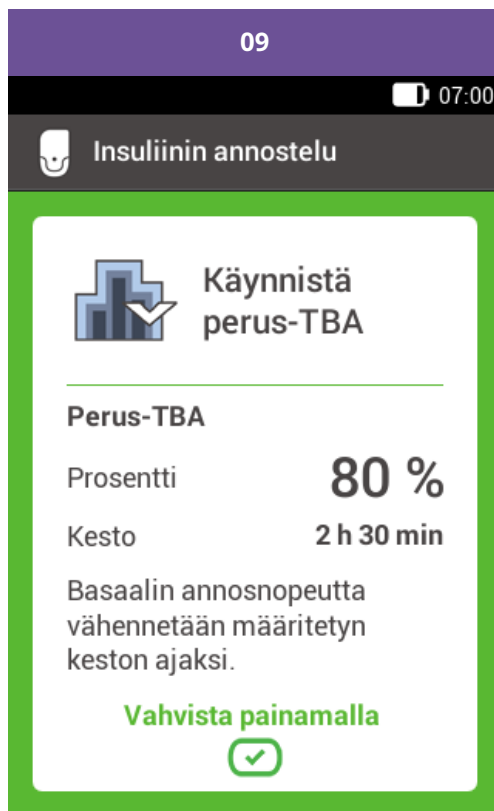 09
07:00
Insuliinin annostelu
Käynnistä
perus-TBA
Perus-TBA
Prosentti 80 %
Kesto 2 h 30 min
Basaalin annosnopeutta
vähennetään määritetyn
keston ajaksi.
Vahvista painamalla